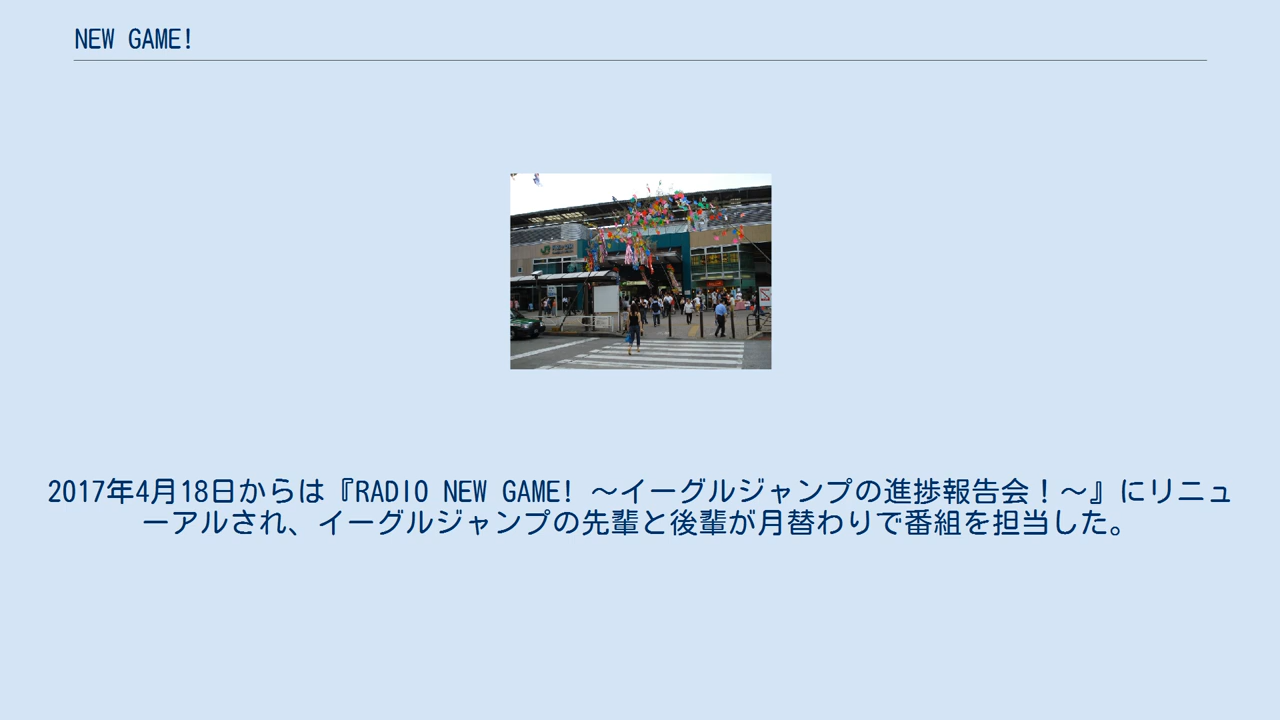 NEW GAME!
2017年4月18日からは『RADIO NEW GAME! ～イーグルジャンプの進捗報告会！～』にリニュ
ーアルされ、イーグルジャンプの先輩と後輩が月替わりで番組を担当した。